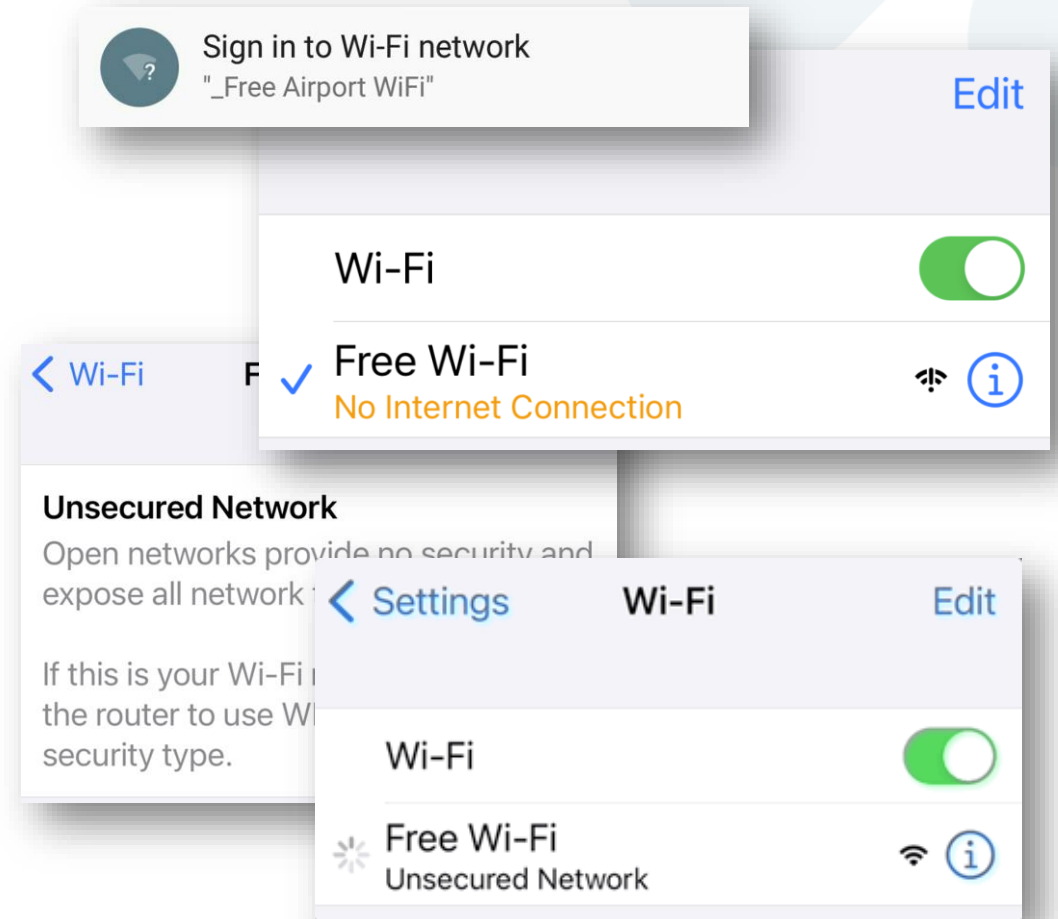 Sign in to Wi-Fi network
"_Free Airport WiFi"
Edit
Wi-Fi
Free Wi-Fi
No Internet Connection
Wi-Fi
Unsecured Network
Open networks provide no security and
expose all network
If this is your Wi-Fi
the router to use
security type.
Settings Wi-Fi Edit
Wi-Fi
Free Wi-Fi
Unsecured Network